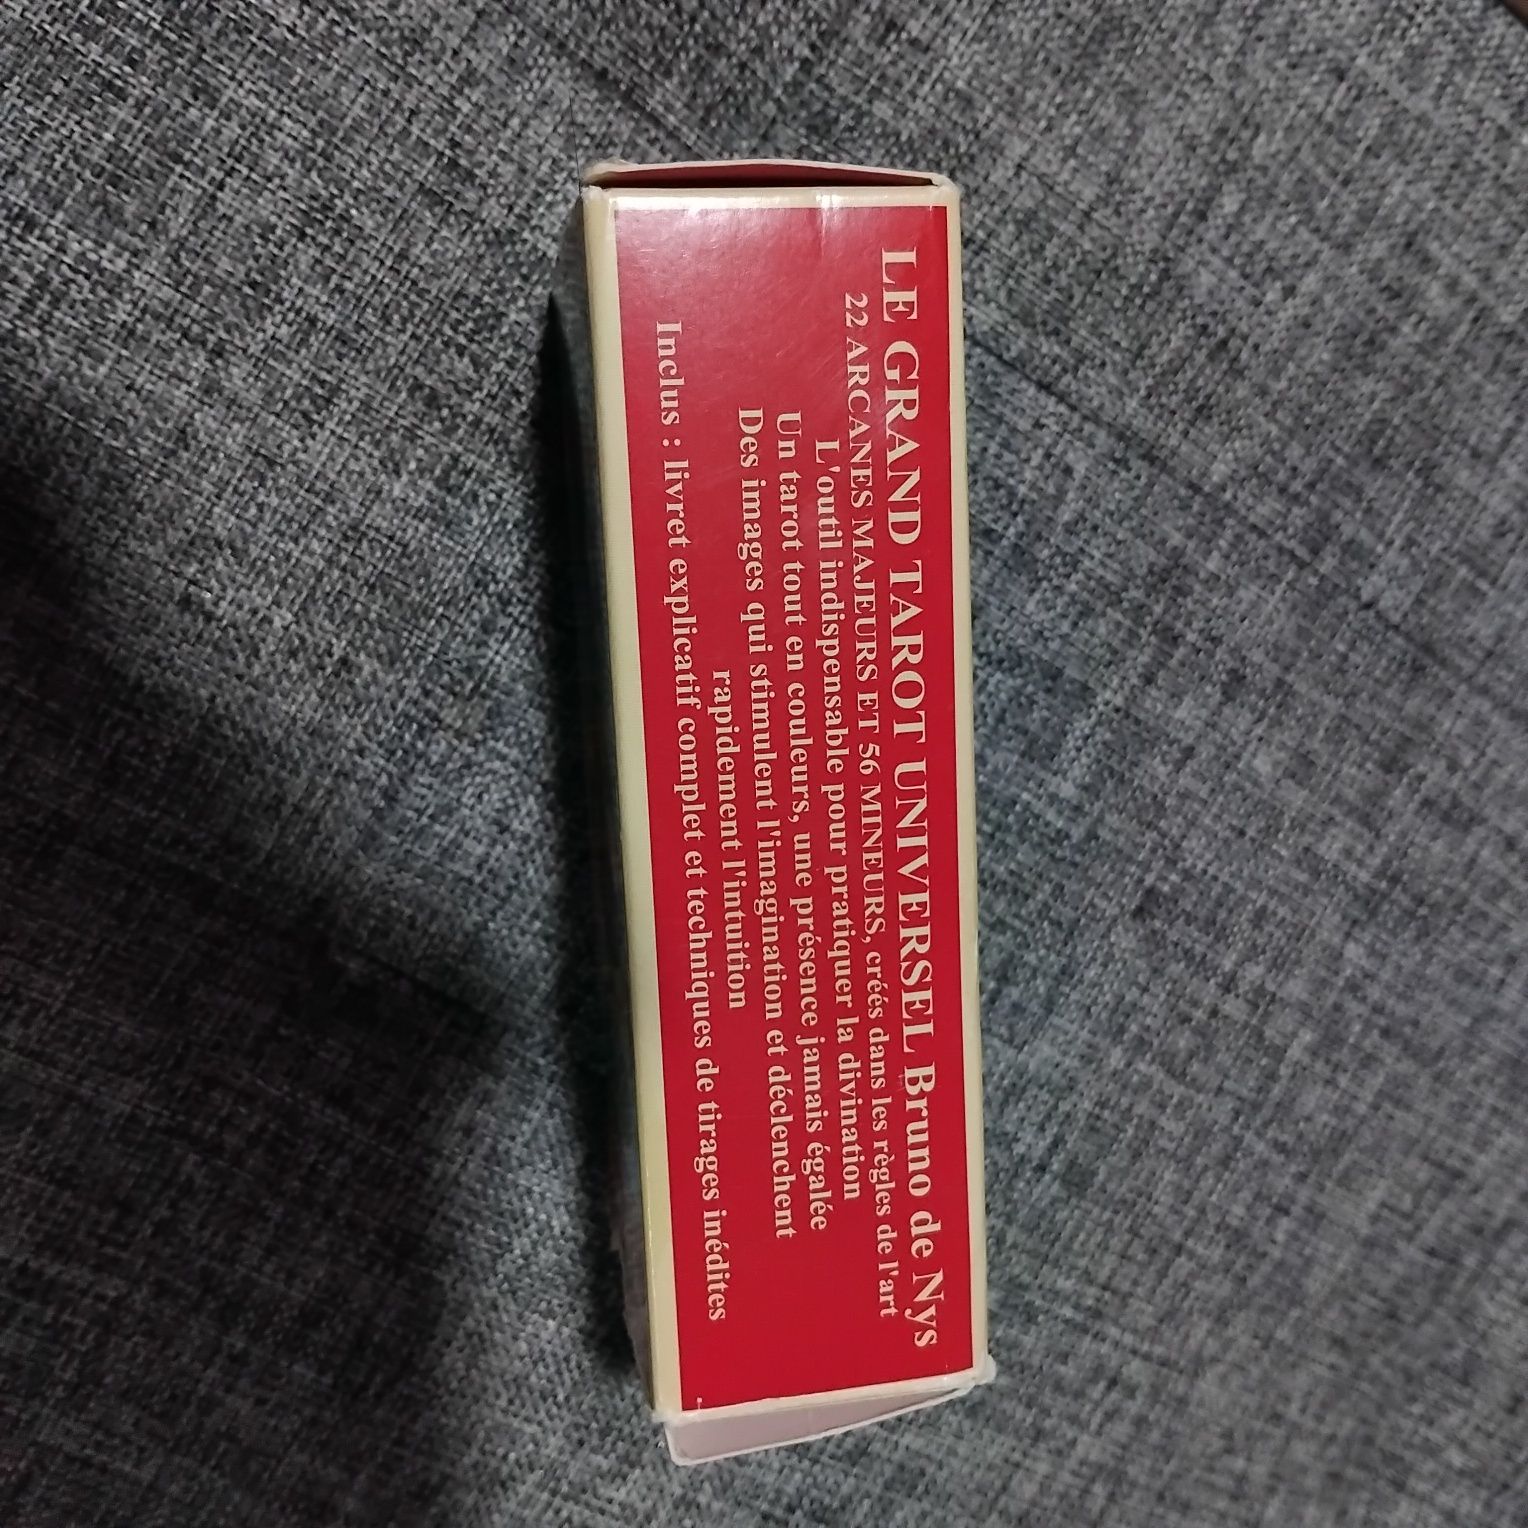 LE GRAND TAROT UNIVERSEL Bruno de Nys
22 ARCANES MAJEURS ET 56 MINEURS, créés dans les règles de l'art
L'outil indispensable pour pratiquer la divination
Un tarot tout en couleurs, une présence jamais égalée
Des images qui stimulent l'imagination et déclenchent
rapidement l'intuition
Inclus : livret explicatif complet et techniques de tirages inédites